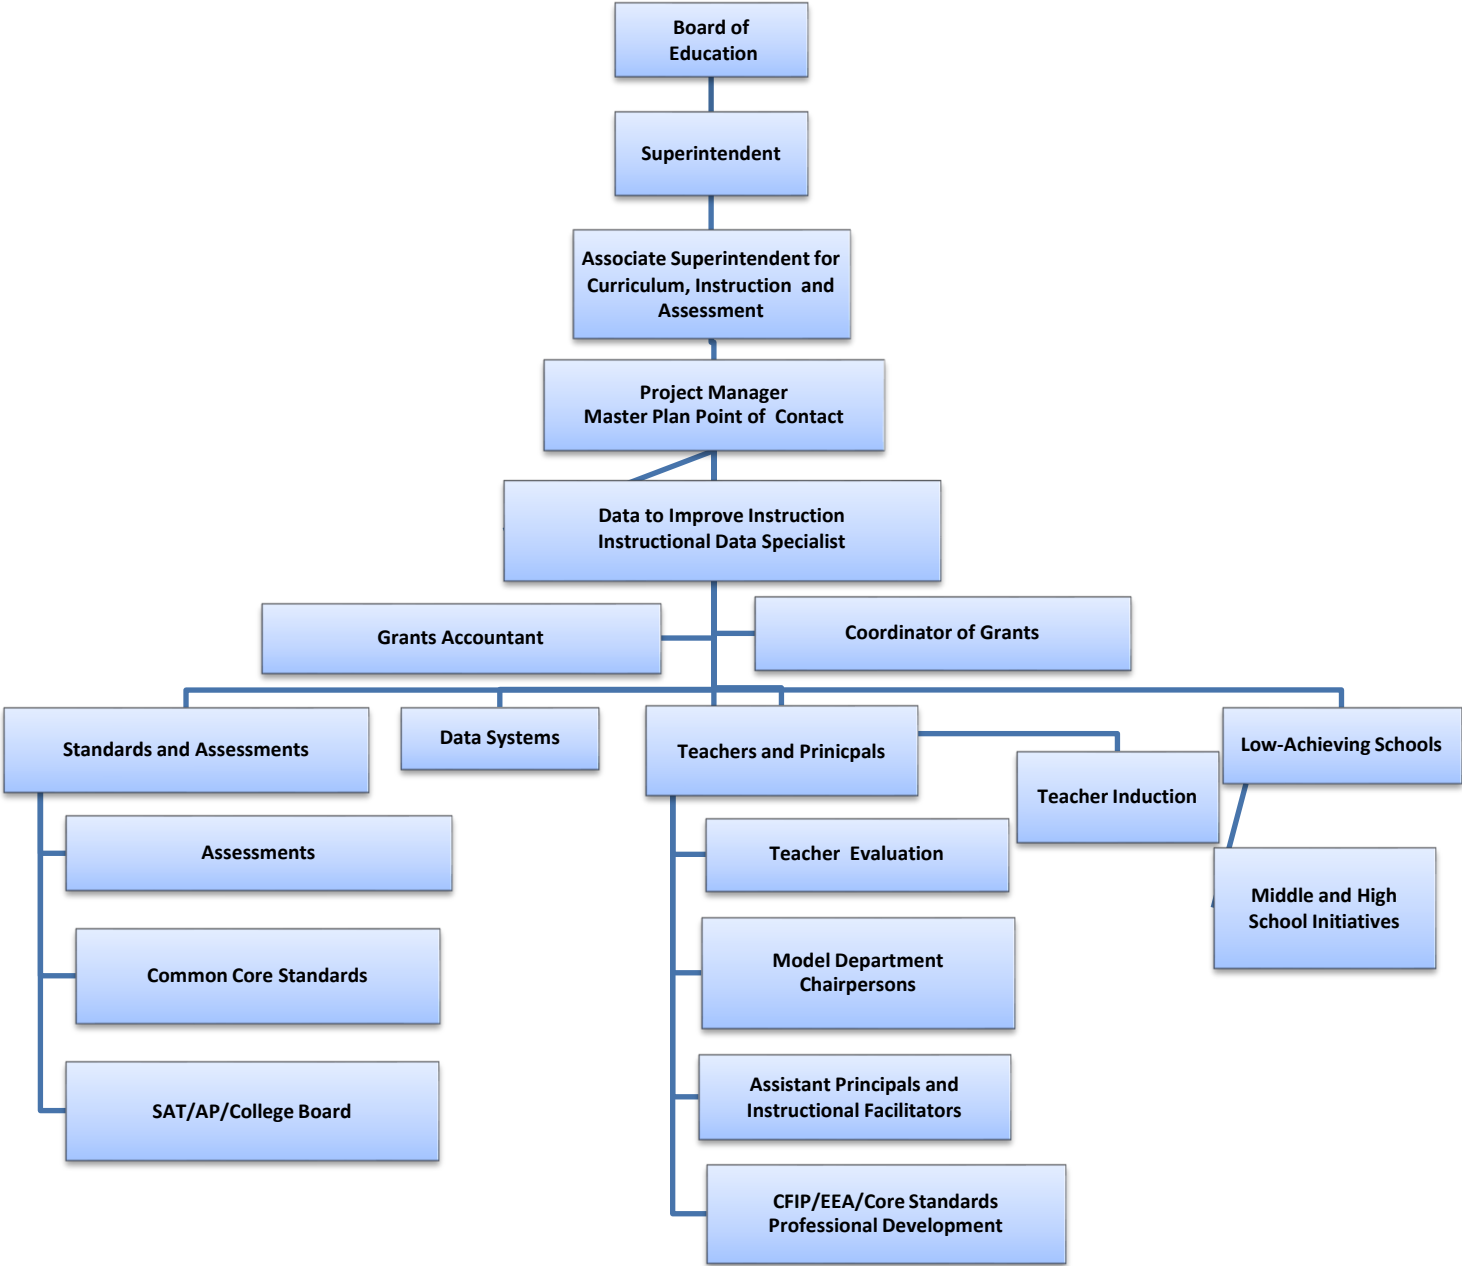 Board of
Education
Superintendent
Associate Superintendent for
Curriculum, Instruction and
Assessment
Project Manager
Master Plan Point of Contact
Data to Improve Instruction
Instructional Data Specialist
Grants Accountant
Coordinator of Grants
Standards and Assessments
Data Systems
Teachers and Prinicpals
Low-Achieving Schools
Teacher Induction
Assessments
Teacher Evaluation
Middle and High
School Initiatives
Common Core Standards
Model Department
Chairpersons
SAT/AP/College Board
Assistant Principals and
Instructional Facilitators
CFIP/EEA/Core Standards
Professional Development